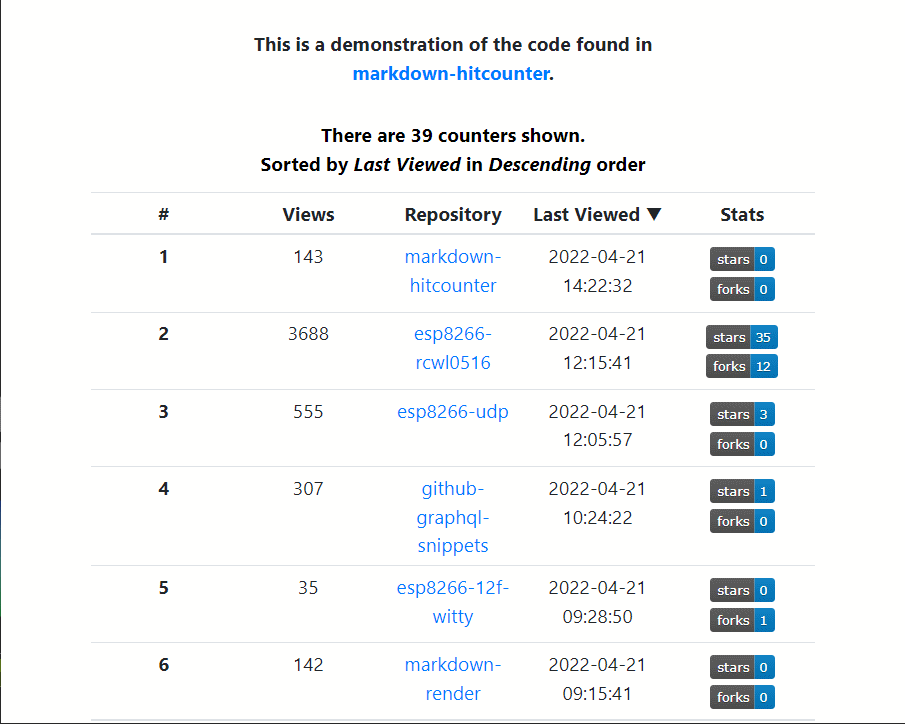 This is a demonstration of the code found in
markdown-hitcounter.
There are 39 counters shown.
Sorted by Last Viewed in Descending order
# Views Repository Last Viewed ▼ Stats
1 143 markdown- 2022-04-21 stars 0
hitcounter 14:22:32 forks 0
2 3688 esp8266- 2022-04-21 stars 35
rcwl0516 12:15:41 forks 12
3 555 esp8266-udp 2022-04-21 stars 3
12:05:57 forks 0
4 307 github- 2022-04-21 stars 1
graphql- 10:24:22 forks 0
snippets
5 35 esp8266-12f- 2022-04-21 stars 0
witty 09:28:50 forks 1
6 142 markdown- 2022-04-21 stars 0
render 09:15:41 forks 0